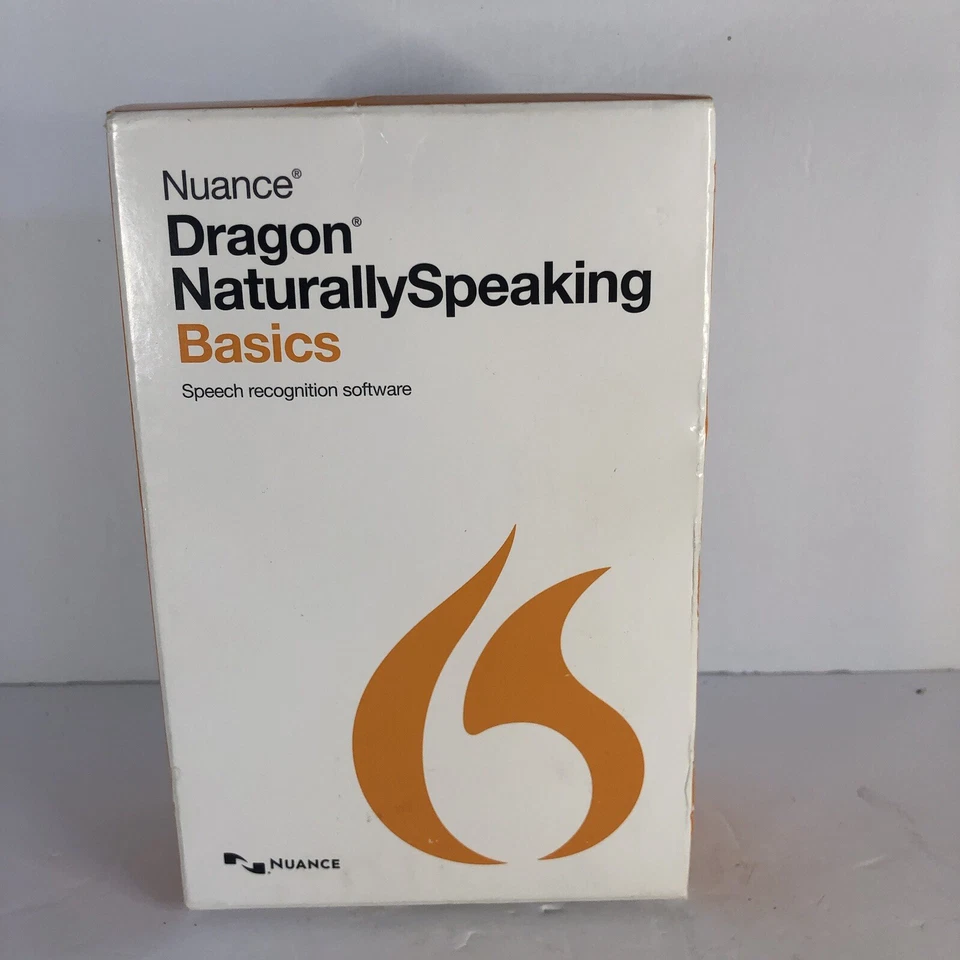 Nuance®
Dragon®
NaturallySpeaking
Basics
Speech recognition software
NUANCE